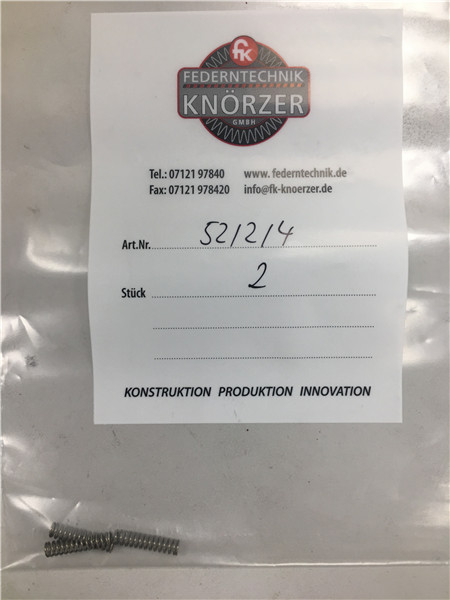 fk
FEDERNTECHNIK
KNÖRZER
GMBH
Tel.: 07121 97840 www. federntechnik.de
Fax: 07121 978420 info@fk-knoerzer.de
Art.Nr. 52/2/4
Stück 2
KONSTRUKTION PRODUKTION INNOVATION